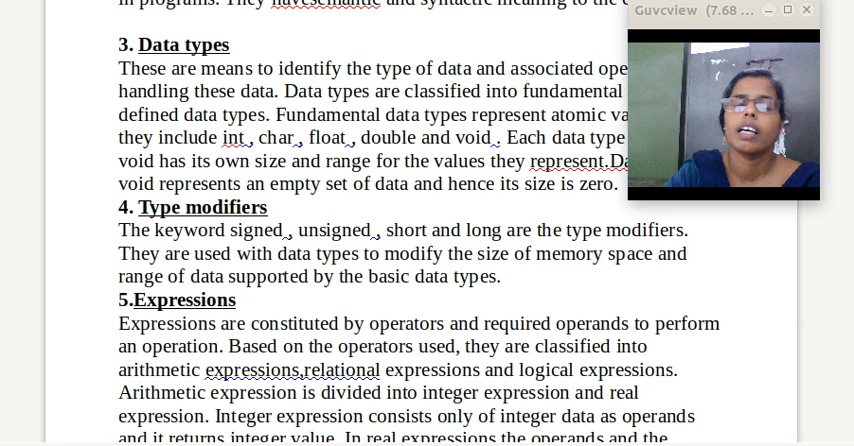 in programs. They havesemantic and syntactic meaning to the
Guvcview (7.68 ...
3. Data types
These are means to identify the type of data and associated ope
handling these data. Data types are classified into fundamental
defined data types. Fundamental data types represent atomic va
they include int , char , float , double and void . Each data type
void has its own size and range for the values they represent.Da
void represents an empty set of data and hence its size is zero.
4. Type modifiers
The keyword signed , unsigned , short and long are the type modifiers.
They are used with data types to modify the size of memory space and
range of data supported by the basic data types.
5.Expressions
Expressions are constituted by operators and required operands to perform
an operation. Based on the operators used, they are classified into
arithmetic expressions,relational expressions and logical expressions.
Arithmetic expression is divided into integer expression and real
expression. Integer expression consists only of integer data as operands
and it returns integer value. In real expressions the operands and the